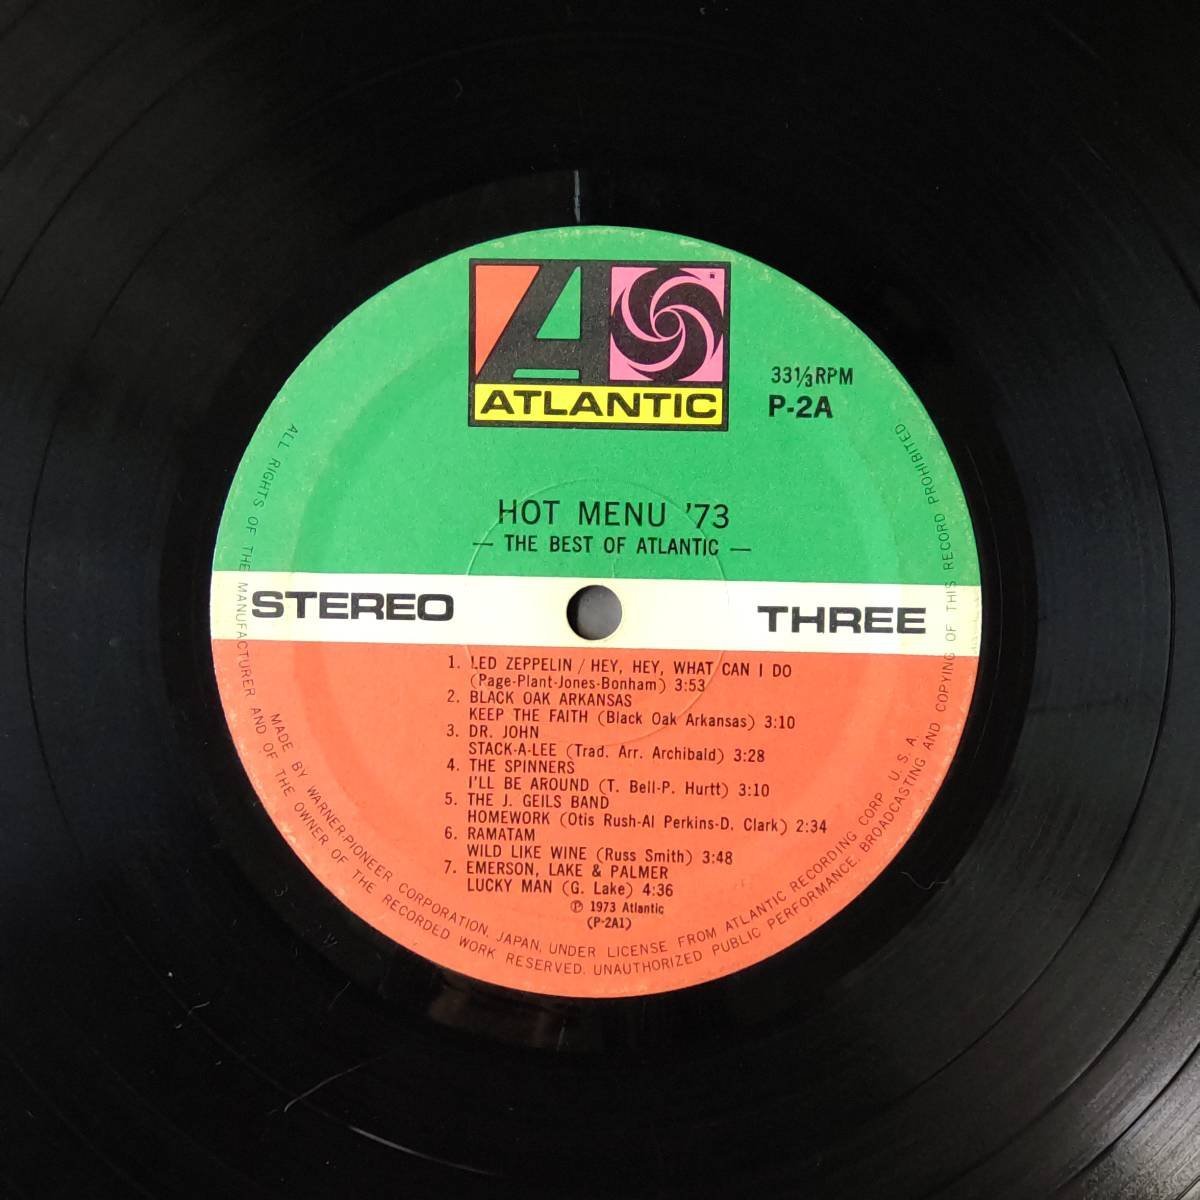 ATLANTIC
33 1/3 RPM
P-2A
HOT MENU '73
— THE BEST OF ATLANTIC —
STEREO
THREE
1. LED ZEPPELIN / HEY, HEY, WHAT CAN I DO
(Page-Plant-Jones-Bonham) 3:53
2. BLACK OAK ARKANSAS
KEEP THE FAITH (Black Oak Arkansas) 3:10
3. DR. JOHN
STACK-A-LEE (Trad. Arr. Archibald) 3:28
4. THE SPINNERS
I'LL BE AROUND (T. Bell-P. Hurtt) 3:10
5. THE J. GEILS BAND
HOMEWORK (Otis Rush-Al Perkins-D. Clark) 2:34
6. RAMATAM
WILD LIKE WINE (Russ Smith) 3:48
7. EMERSON, LAKE & PALMER
LUCKY MAN (G. Lake) 4:36
℗ 1973 Atlantic
(P-2A1)
MADE BY WARNER-PIONEER CORPORATION, JAPAN, UNDER LICENSE FROM ATLANTIC RECORDING CORP. U. S. A.
ALL RIGHTS OF THE MANUFACTURER AND OF THE OWNER OF THE RECORDED WORK RESERVED. UNAUTHORIZED PUBLIC PERFORMANCE, BROADCASTING AND COPYING OF THIS RECORD PROHIBITED